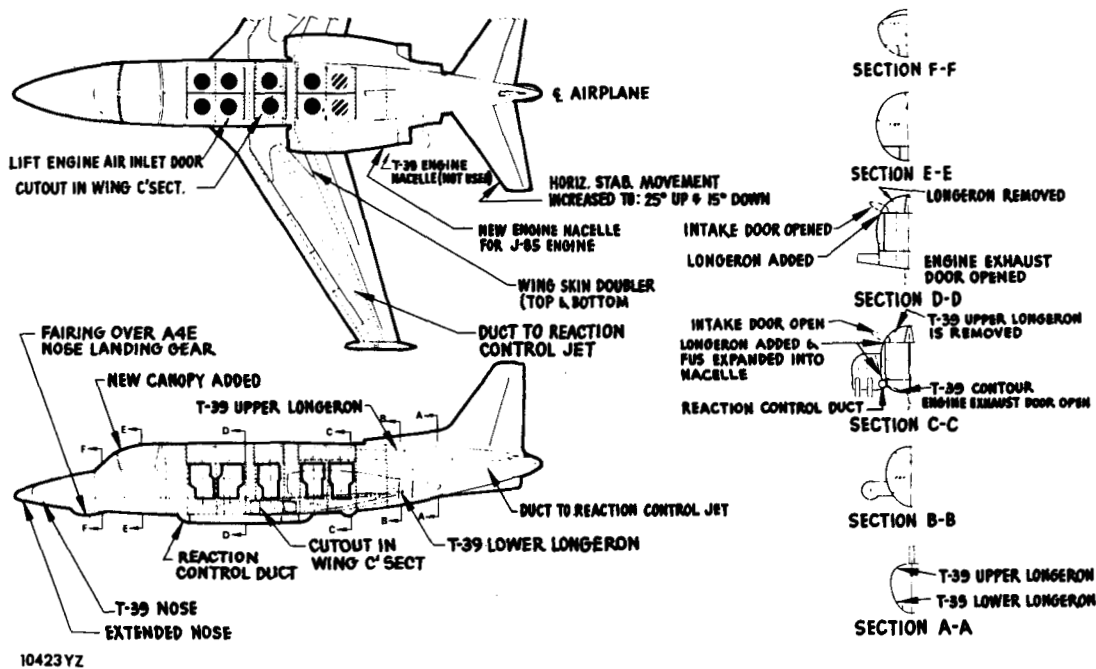 ℄ AIRPLANE
LIFT ENGINE AIR INLET DOOR
CUTOUT IN WING C'SECT.
T-39 ENGINE
NACELLE (NOT USED)
HORIZ. STAB. MOVEMENT
INCREASED TO: 25° UP & 15° DOWN
NEW ENGINE NACELLE
FOR J-85 ENGINE
WING SKIN DOUBLER
(TOP & BOTTOM
DUCT TO REACTION
CONTROL JET
FAIRING OVER A4E
NOSE LANDING GEAR
NEW CANOPY ADDED
T-39 UPPER LONGERON
F
E
D
C
B
A
F
E
D
C
B
A
DUCT TO REACTION CONTROL JET
T-39 LOWER LONGERON
CUTOUT IN
WING C' SECT
REACTION
CONTROL DUCT
T-39 NOSE
EXTENDED NOSE
10423YZ
SECTION F-F
SECTION E-E
LONGERON REMOVED
INTAKE DOOR OPENED
LONGERON ADDED
ENGINE EXHAUST
DOOR OPENED
SECTION D-D
T-39 UPPER LONGERON
IS REMOVED
INTAKE DOOR OPEN
LONGERON ADDED &
FUS EXPANDED INTO
NACELLE
T-39 CONTOUR
ENGINE EXHAUST DOOR OPEN
REACTION CONTROL DUCT
SECTION C-C
SECTION B-B
T-39 UPPER LONGERON
T-39 LOWER LONGERON
SECTION A-A